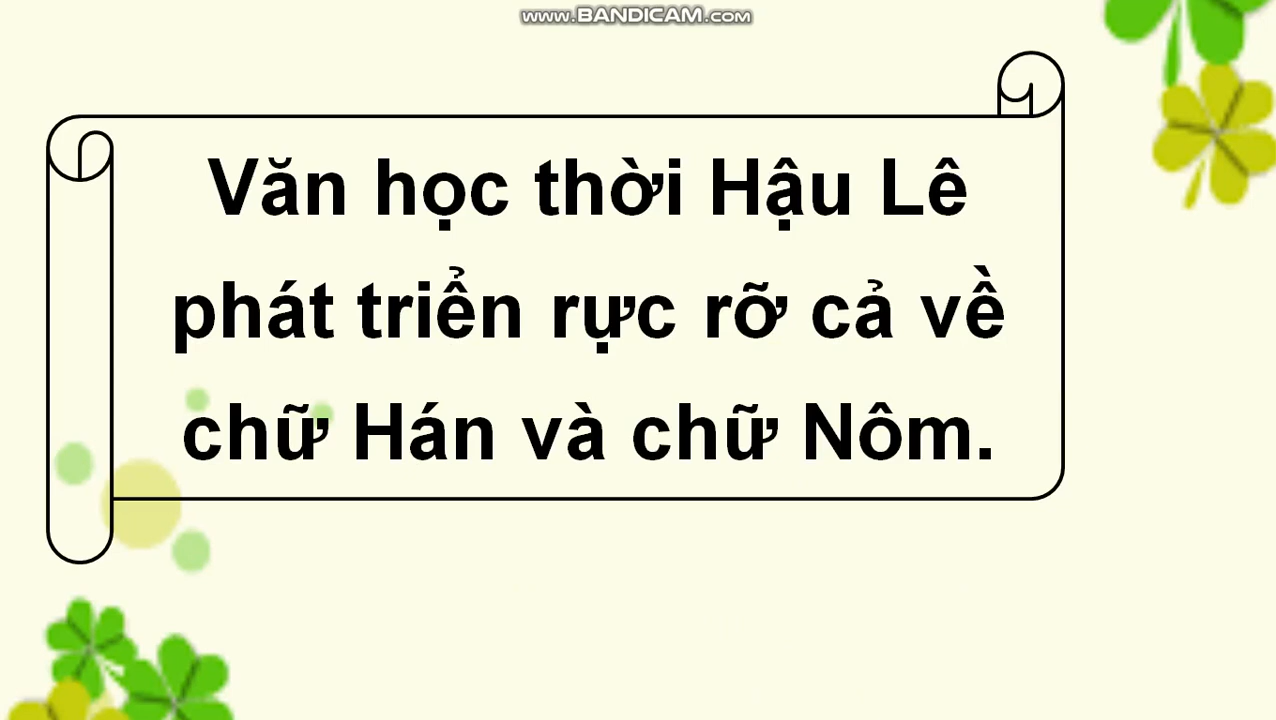 www.BANDICAM.com
Văn học thời Hậu Lê
phát triển rực rỡ cả về
chữ Hán và chữ Nôm.